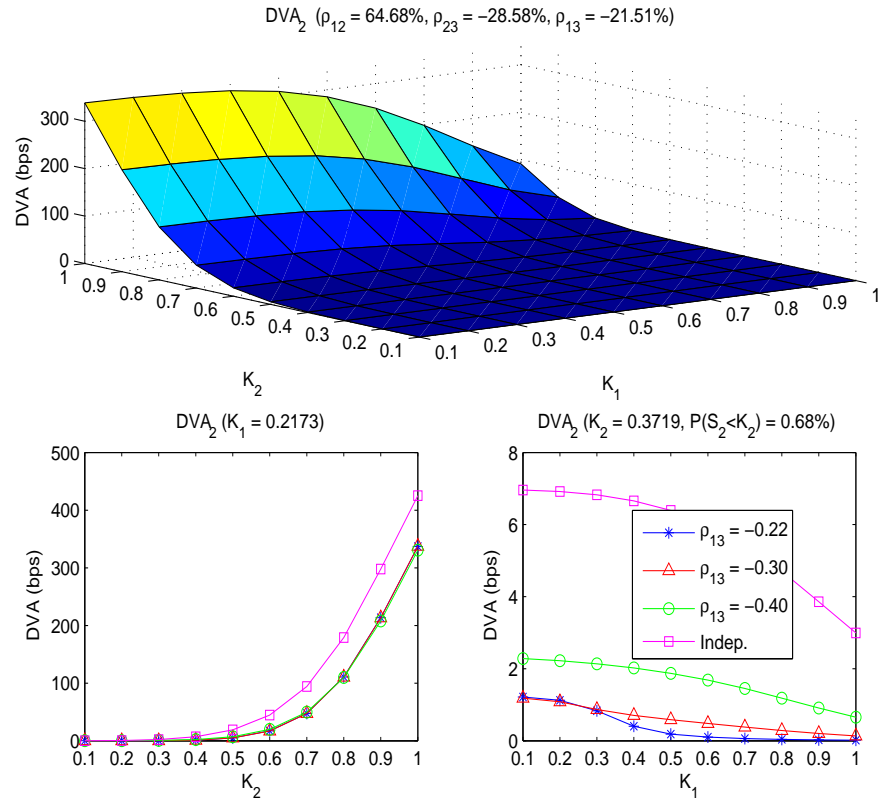 DVA₂ (ρ₁₂ = 64.68%, ρ₂₃ = −28.58%, ρ₁₃ = −21.51%)
300
200
100
0
DVA (bps)
1
0.9
0.8
0.7
0.6
0.5
0.4
0.3
0.2
0.1
K₂
0.1
0.2
0.3
0.4
0.5
0.6
0.7
0.8
0.9
1
K₁
DVA₂ (K₁ = 0.2173)
500
400
300
200
100
0
DVA (bps)
0.1 0.2 0.3 0.4 0.5 0.6 0.7 0.8 0.9 1
K₂
DVA₂ (K₂ = 0.3719, P(S₂<K₂) = 0.68%)
8
6
4
2
0
DVA (bps)
ρ₁₃ = −0.22
ρ₁₃ = −0.30
ρ₁₃ = −0.40
Indep.
0.1 0.2 0.3 0.4 0.5 0.6 0.7 0.8 0.9 1
K₁